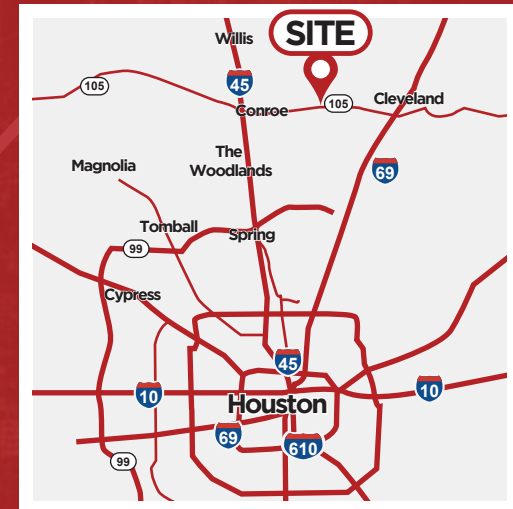 Willis
SITE
45
105
105
Cleveland
Conroe
The
Woodlands
Magnolia
69
Tomball
Spring
99
Cypress
45
10
10
Houston
69
610
99